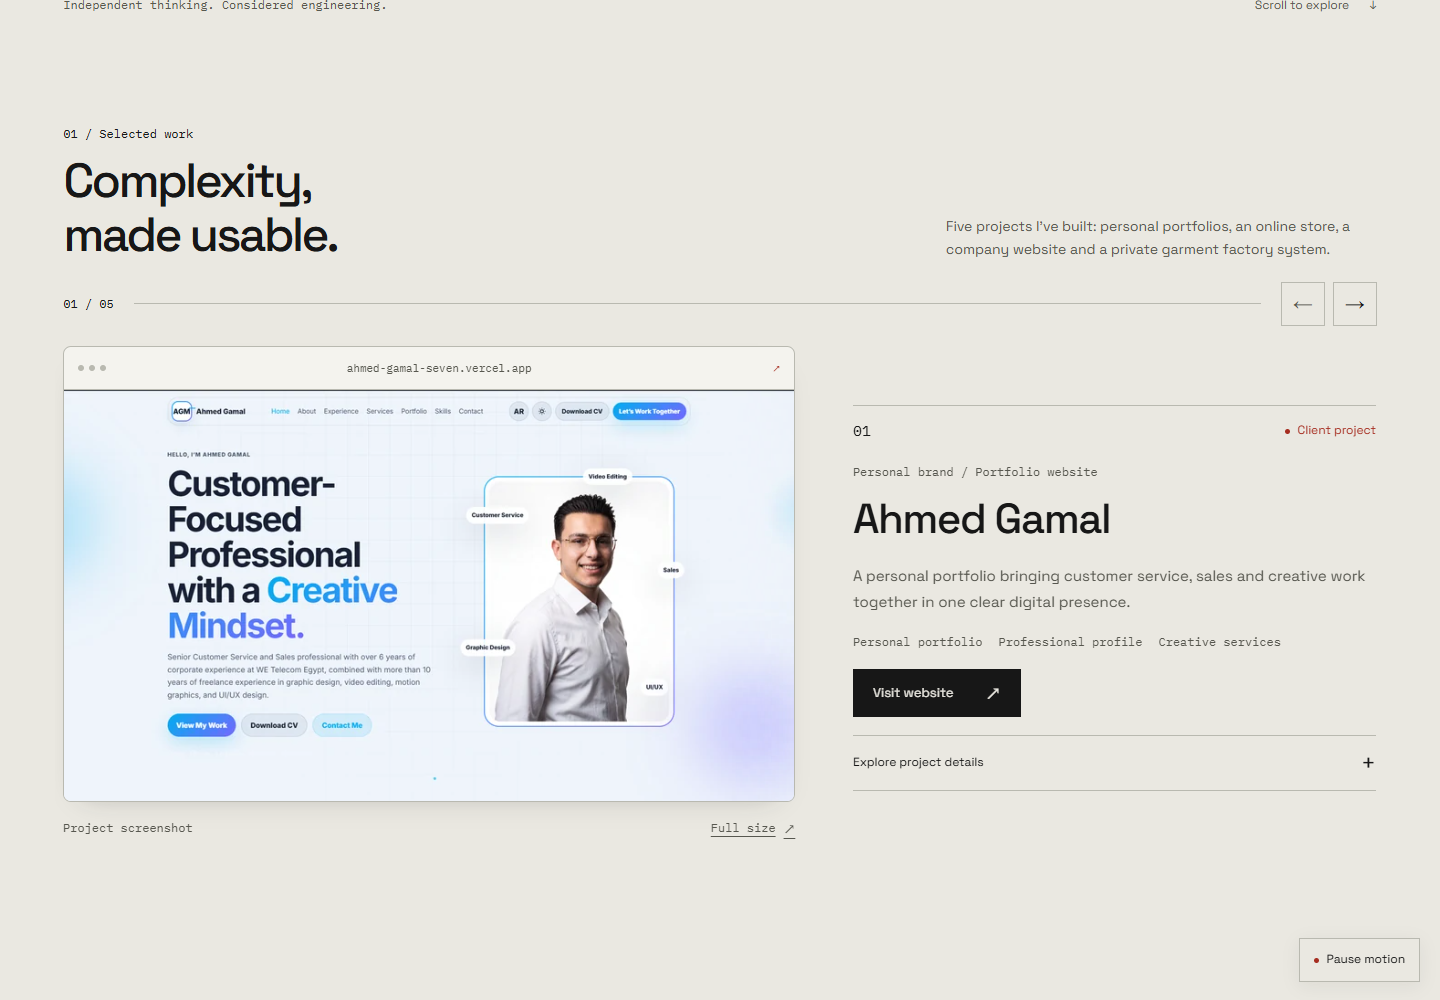 Independent thinking. Considered engineering.
Scroll to explore ↓
01 / Selected work
Complexity,
made usable.
Five projects I've built: personal portfolios, an online store, a
company website and a private garment factory system.
01 / 05
← →
ahmed-gamal-seven.vercel.app ↗
AGM Ahmed Gamal Home About Experience Services Portfolio Skills Contact AR Download CV Let's Work Together
HELLO, I'M AHMED GAMAL
Customer-
Focused
Professional
with a Creative
Mindset.
Senior Customer Service and Sales professional with over 6 years of
corporate experience at WE Telecom Egypt, combined with more than 10
years of freelance experience in graphic design, video editing, motion
graphics, and UI/UX design.
View My Work Download CV Contact Me
Video Editing
Customer Service
Sales
Graphic Design
UI/UX
Project screenshot
Full size ↗
01
Client project
Personal brand / Portfolio website
Ahmed Gamal
A personal portfolio bringing customer service, sales and creative work
together in one clear digital presence.
Personal portfolio Professional profile Creative services
Visit website ↗
Explore project details +
Pause motion